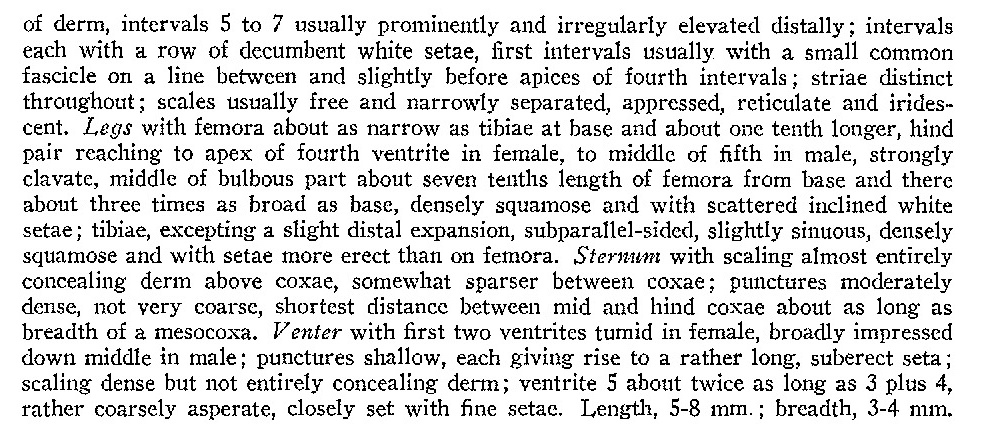 of derm, intervals 5 to 7 usually prominently and irregularly elevated distally; intervals
each with a row of decumbent white setae, first intervals usually with a small common
fascicle on a line between and slightly before apices of fourth intervals; striae distinct
throughout; scales usually free and narrowly separated, appressed, reticulate and irides-
cent. Legs with femora about as narrow as tibiae at base and about one tenth longer, hind
pair reaching to apex of fourth ventrite in female, to middle of fifth in male, strongly
clavate, middle of bulbous part about seven tenths length of femora from base and there
about three times as broad as base, densely squamose and with scattered inclined white
setae; tibiae, excepting a slight distal expansion, subparallel-sided, slightly sinuous, densely
squamose and with setae more erect than on femora. Sternum with scaling almost entirely
concealing derm above coxae, somewhat sparser between coxae; punctures moderately
dense, not very coarse, shortest distance between mid and hind coxae about as long as
breadth of a mesocoxa. Venter with first two ventrites tumid in female, broadly impressed
down middle in male; punctures shallow, each giving rise to a rather long, suberect seta;
scaling dense but not entirely concealing derm; ventrite 5 about twice as long as 3 plus 4,
rather coarsely asperate, closely set with fine setae. Length, 5-8 mm.; breadth, 3-4 mm.